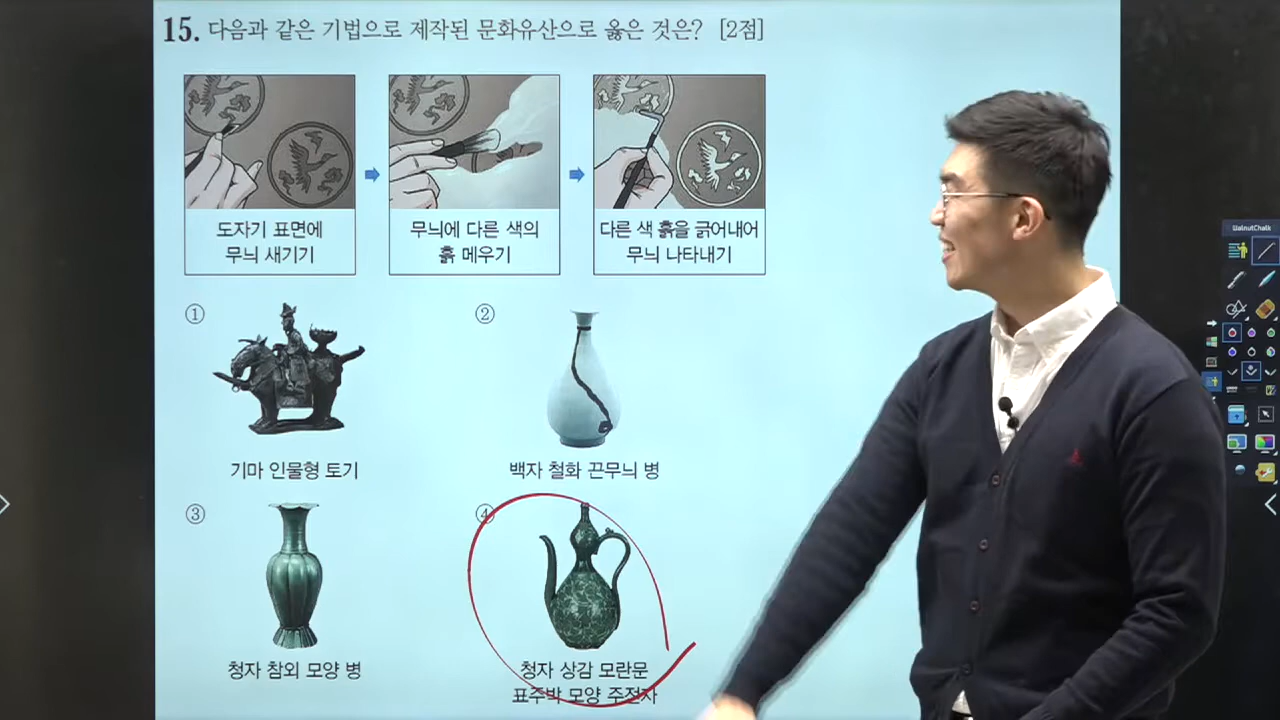 15. 다음과 같은 기법으로 제작된 문화유산으로 옳은 것은? [2점]
도자기 표면에
무늬 새기기
무늬에 다른 색의
흙 메우기
다른 색 흙을 긁어내어
무늬 나타내기
①
기마 인물형 토기
②
백자 철화 끈무늬 병
③
청자 참외 모양 병
④
청자 상감 모란문
표주박 모양 주전자
WalnutChalk